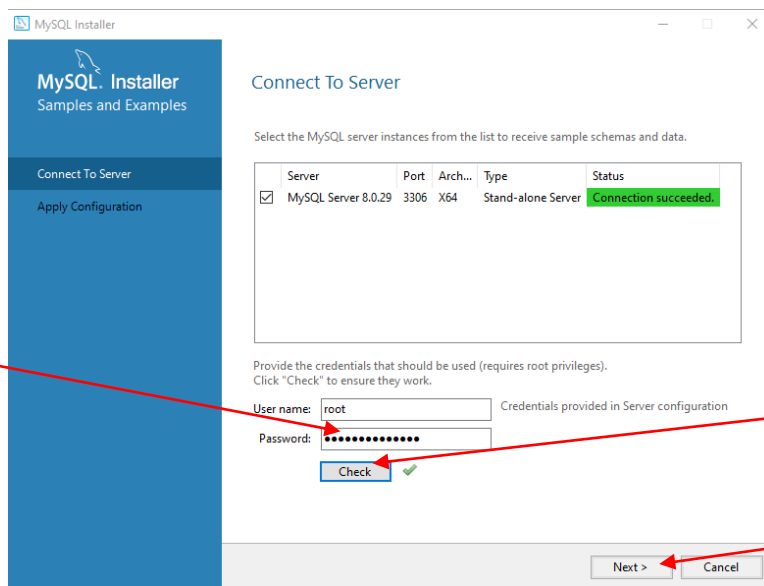 MySQL Installer
MySQL. Installer
Samples and Examples
Connect To Server
Apply Configuration
Connect To Server
Select the MySQL server instances from the list to receive sample schemas and data.
Server Port Arch... Type Status
MySQL Server 8.0.29 3306 X64 Stand-alone Server Connection succeeded.
Provide the credentials that should be used (requires root privileges).
Click "Check" to ensure they work.
User name: root Credentials provided in Server configuration
Password: ●●●●●●●●●●●●●●
Check
Next > Cancel